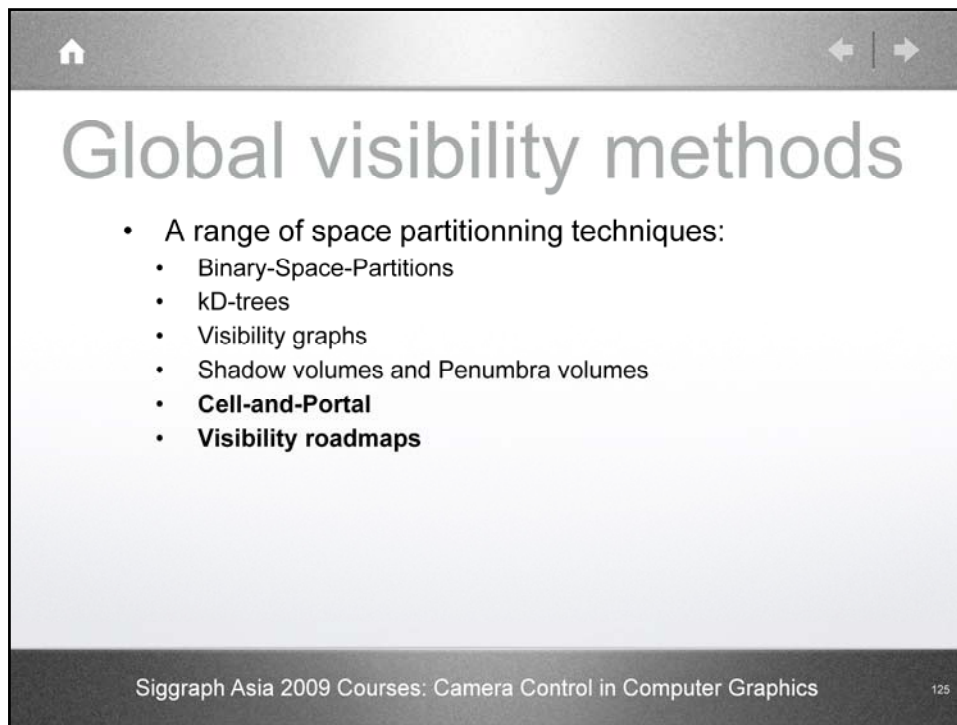 Global visibility methods
• A range of space partitionning techniques:
• Binary-Space-Partitions
• kD-trees
• Visibility graphs
• Shadow volumes and Penumbra volumes
• Cell-and-Portal
• Visibility roadmaps
Siggraph Asia 2009 Courses: Camera Control in Computer Graphics
125